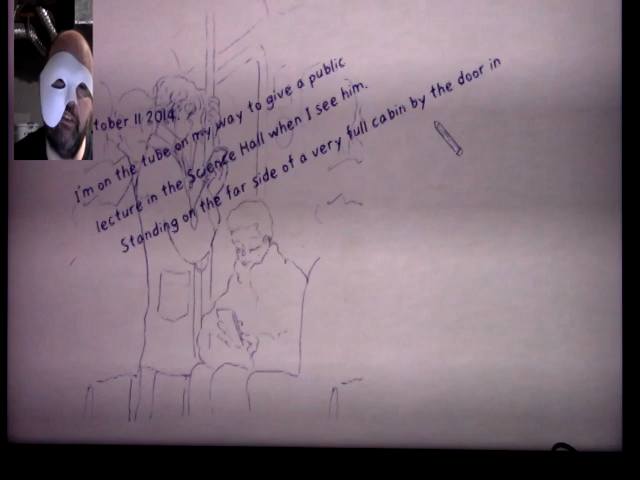 tober 11 2014.
I'm on the tube on my way to give a public
lecture in the Science Hall when I see him.
Standing on the far side of a very full cabin by the door in